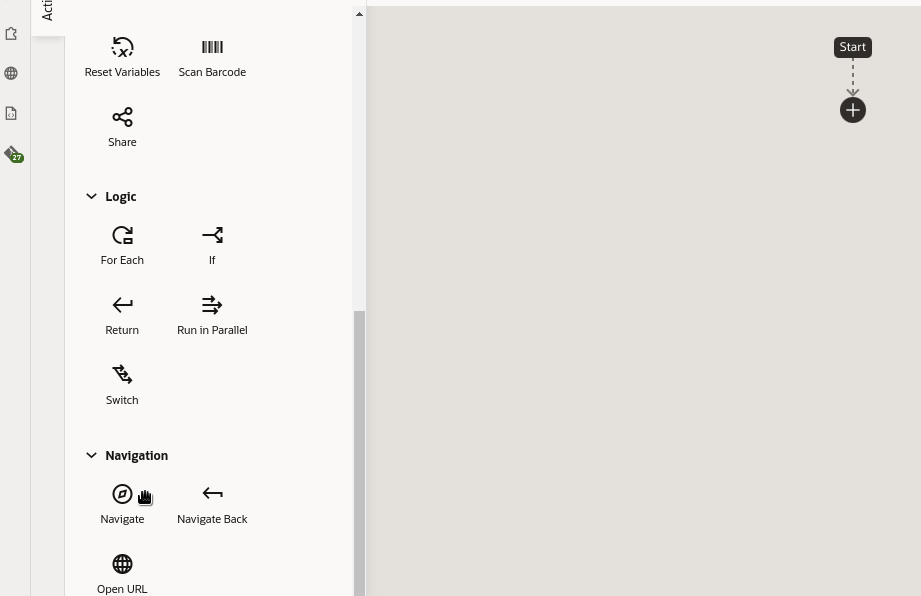 Acti
Reset Variables
Scan Barcode
Share
27
Logic
For Each
If
Return
Run in Parallel
Switch
Navigation
Navigate
Navigate Back
Open URL
Start